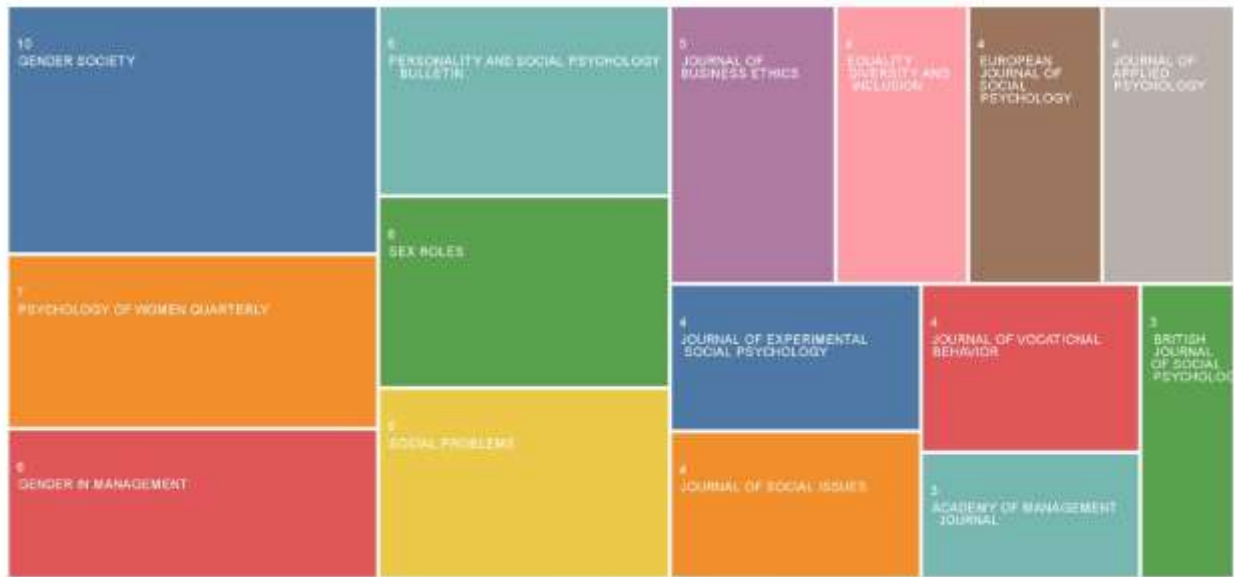 10
GENDER SOCIETY
7
PSYCHOLOGY OF WOMEN QUARTERLY
6
GENDER IN MANAGEMENT
6
PERSONALITY AND SOCIAL PSYCHOLOGY
BULLETIN
6
SEX ROLES
6
SOCIAL PROBLEMS
5
JOURNAL OF
BUSINESS ETHICS
4
EQUALITY
DIVERSITY AND
INCLUSION
4
EUROPEAN
JOURNAL OF
SOCIAL
PSYCHOLOGY
4
JOURNAL OF
APPLIED
PSYCHOLOGY
4
JOURNAL OF EXPERIMENTAL
SOCIAL PSYCHOLOGY
4
JOURNAL OF SOCIAL ISSUES
4
JOURNAL OF VOCATIONAL
BEHAVIOR
3
ACADEMY OF MANAGEMENT
JOURNAL
3
BRITISH
JOURNAL
OF SOCIAL
PSYCHOLOG